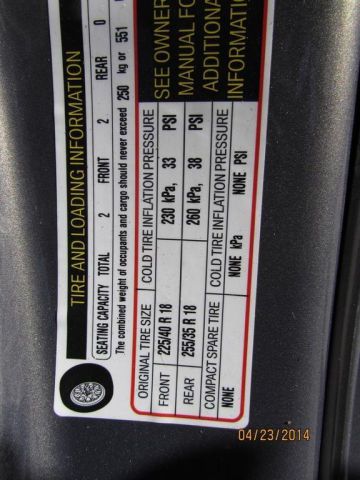 TIRE AND LOADING INFORMATION
SEATING CAPACITY TOTAL 2 FRONT 2 REAR 0
The combined weight of occupants and cargo should never exceed 250 kg or 551
ORIGINAL TIRE SIZE COLD TIRE INFLATION PRESSURE
FRONT 225/40 R 18 230 kPa, 33 PSI
REAR 255/35 R 18 260 kPa, 38 PSI
COMPACT SPARE TIRE COLD TIRE INFLATION PRESSURE
NONE NONE kPa NONE PSI
SEE OWNER
MANUAL FO
ADDITIONA
INFORMATI
04/23/2014